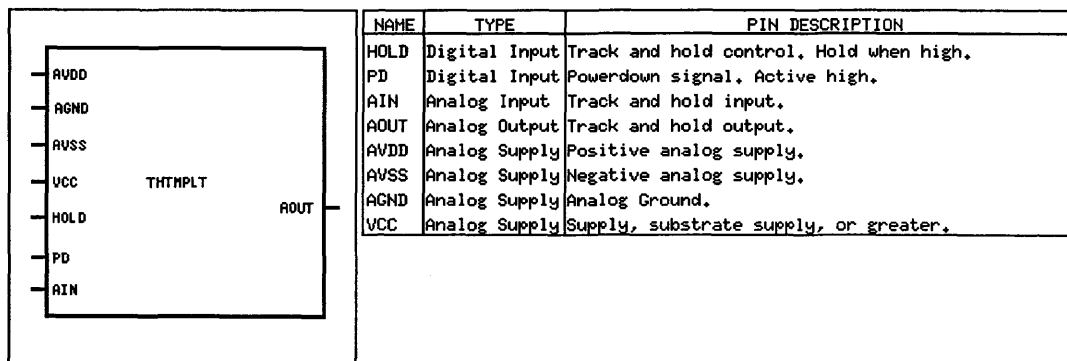 AVDD
AGND
AVSS
VCC
THTMPLT
HOLD
AOUT
PD
AIN
NAME TYPE PIN DESCRIPTION
HOLD Digital Input Track and hold control. Hold when high.
PD Digital Input Powerdown signal. Active high.
AIN Analog Input Track and hold input.
AOUT Analog Output Track and hold output.
AVDD Analog Supply Positive analog supply.
AVSS Analog Supply Negative analog supply.
AGND Analog Supply Analog Ground.
VCC Analog Supply Supply, substrate supply, or greater.